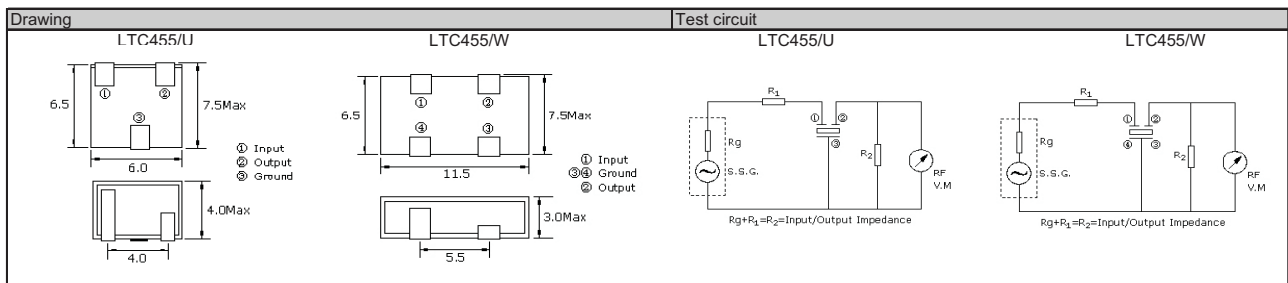 Drawing
Test circuit
LTC455/U
LTC455/W
LTC455/U
LTC455/W
6.5
① ②
③
7.5Max
6.0
① Input
② Output
③ Ground
4.0Max
4.0
6.5
① ②
④ ③
7.5Max
11.5
① Input
③④ Ground
② Output
3.0Max
5.5
R₁
① ②
③
Rg
S.S.G.
R₂
RF
V.M
Rg+R₁=R₂=Input/Output Impedance
R₁
① ②
④ ③
Rg
S.S.G.
R₂
RF
V.M
Rg+R₁=R₂=Input/Output Impedance